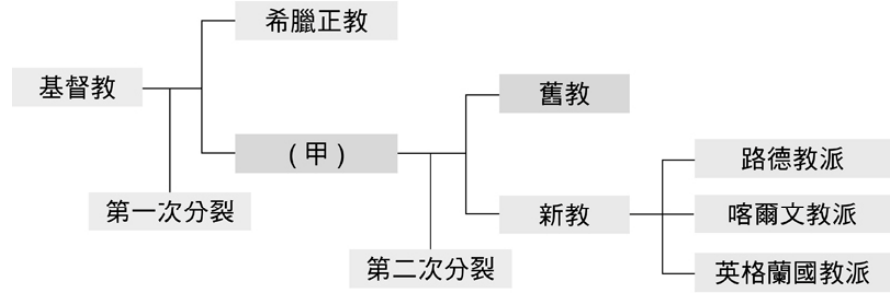 希臘正教
基督教
舊教
(甲)
路德教派
第一次分裂
新教
喀爾文教派
第二次分裂
英格蘭國教派